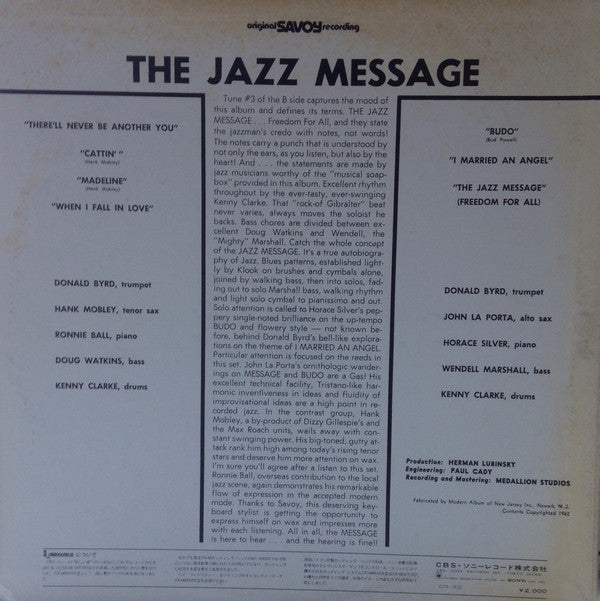 original SAVOY recording
THE JAZZ MESSAGE
"THERE'LL NEVER BE ANOTHER YOU"
"CATTIN'"
(Hank Mobley)
"MADELINE"
(Hank Mobley)
"WHEN I FALL IN LOVE"
DONALD BYRD, trumpet
HANK MOBLEY, tenor sax
RONNIE BALL, piano
DOUG WATKINS, bass
KENNY CLARKE, drums
Tune #3 of the B side captures the mood of
this album and defines its terms. THE JAZZ
MESSAGE . . . Freedom For All, and they state
the jazzman's credo with notes, not words!
The notes carry a punch that is understood by
not only the ears, as you listen, but also by the
heart! And . . . the statements are made by
jazz musicians worthy of the "musical soap-
box" provided in this album. Excellent rhythm
throughout by the ever-tasty, ever-swinging
Kenny Clarke. That "rock-of Gibralter" beat
never varies, always moves the soloist he
backs. Bass chores are divided between ex-
cellent Doug Watkins and Wendell, the
"Mighty" Marshall. Catch the whole concept
of the JAZZ MESSAGE. It's a true autobiogra-
phy of Jazz. Blues patterns, established light-
ly by Klook on brushes and cymbals alone,
joined by walking bass, then into solos, fad-
ing out to solo Marshall bass, walking rhythm
and light solo cymbal to pianissimo and out.
Solo attention is called to Horace Silver's pep-
pery single-noted brilliance on the up-tempo
BUDO and flowery style — not known be-
fore, behind Donald Byrd's bell-like explora-
tions on the theme of I MARRIED AN ANGEL.
Particular attention is focused on the reeds in
this set. John La Porta's ornithologic wander-
ings on MESSAGE and BUDO are a Gas! His
excellent technical facility, Tristano-like har-
monic inventiveness in ideas and fluidity of
improvisational ideas are a high point in re-
corded jazz. In the contrast group, Hank
Mobley, a by-product of Dizzy Gillespie's and
the Max Roach units, wails away with con-
stant swinging power. His big-toned, gutty at-
tack rank him high among today's rising tenor
stars and deserve him more attention on wax.
I'm sure you'll agree after a listen to this set.
Ronnie Ball, overseas contribution to the local
jazz scene, again demonstrates his remarkable
flow of expression in the accepted modern
mode. Thanks to Savoy, this deserving key-
board stylist is getting the opportunity to
express himself on wax and impresses more
with each listening. All in all, the MESSAGE
is here to hear . . . and the hearing is fine!!
"BUDO"
(Bud Powell)
"I MARRIED AN ANGEL"
"THE JAZZ MESSAGE"
(FREEDOM FOR ALL)
DONALD BYRD, trumpet
JOHN LA PORTA, alto sax
HORACE SILVER, piano
WENDELL MARSHALL, bass
KENNY CLARKE, drums
Production: HERMAN LUBINSKY
Engineering: PAUL CADY
Recording and Mastering: MEDALLION STUDIOS
Fabricated by Modern Album of New Jersey Inc., Newark, N. J.
Contents Copyrighted 1962
について
CBS・ソニーレコード株式会社
SONY
¥2,000